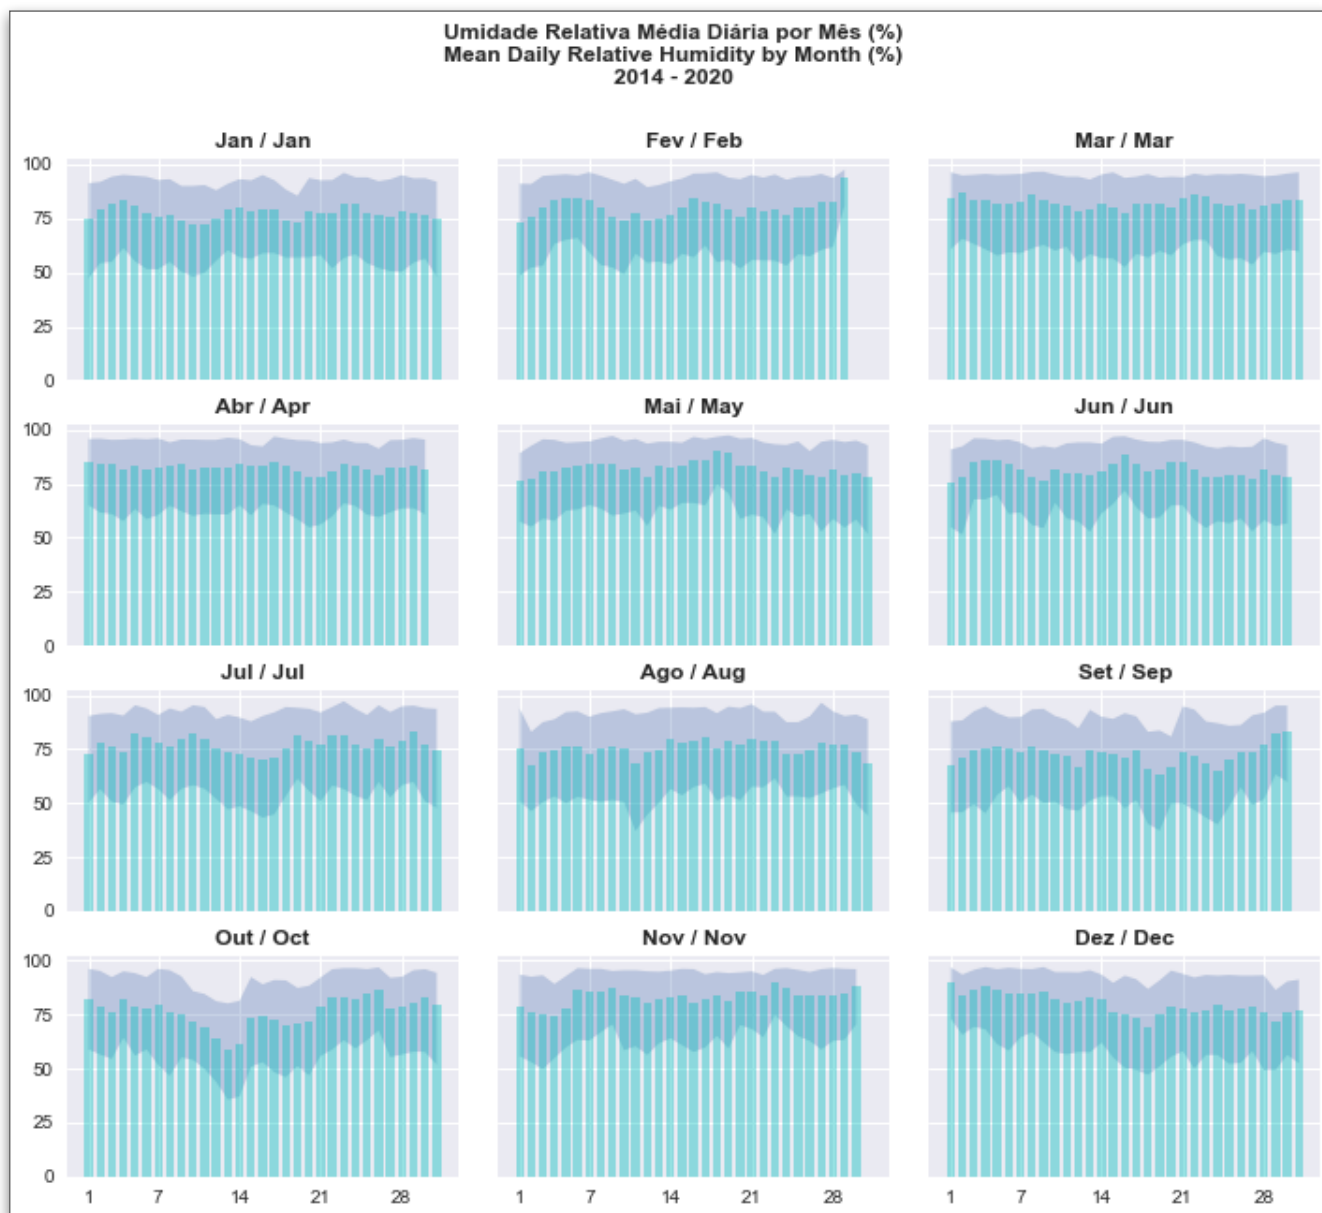 Umidade Relativa Média Diária por Mês (%)
Mean Daily Relative Humidity by Month (%)
2014 - 2020
Jan / Jan
Fev / Feb
Mar / Mar
100
75
50
25
0
Abr / Apr
Mai / May
Jun / Jun
100
75
50
25
0
Jul / Jul
Ago / Aug
Set / Sep
100
75
50
25
0
Out / Oct
Nov / Nov
Dez / Dec
100
75
50
25
0
1 7 14 21 28
1 7 14 21 28
1 7 14 21 28